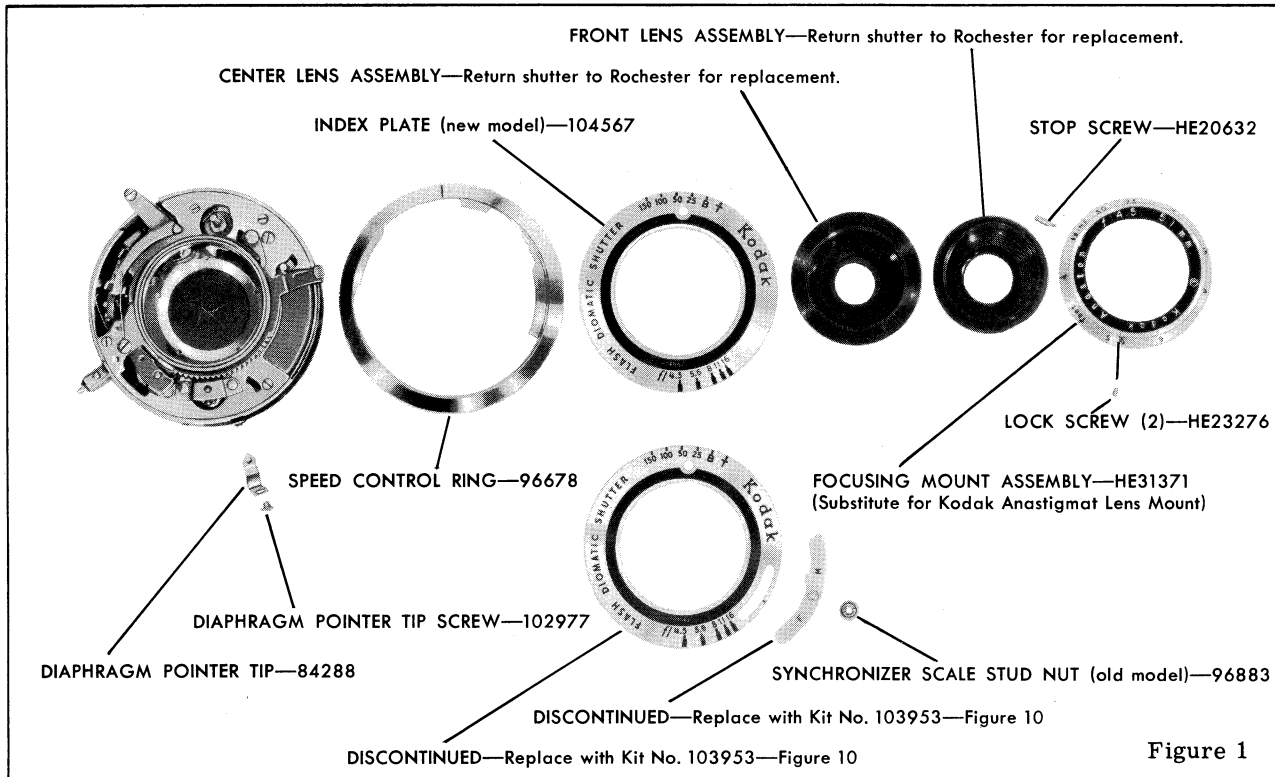 FRONT LENS ASSEMBLY—Return shutter to Rochester for replacement.
CENTER LENS ASSEMBLY—Return shutter to Rochester for replacement.
INDEX PLATE (new model)—104567
STOP SCREW—HE20632
150 100 50 25 B T
Kodak
FLASH DIOMATIC SHUTTER
f/4.5 5.6 8 11 16
f4.5 51mm
Kodak Anaston
LOCK SCREW (2)—HE23276
SPEED CONTROL RING—96678
FOCUSING MOUNT ASSEMBLY—HE31371
(Substitute for Kodak Anastigmat Lens Mount)
150 100 50 25 B T
Kodak
FLASH DIOMATIC SHUTTER
f/4.5 5.6 8 11 16
M
DIAPHRAGM POINTER TIP SCREW—102977
DIAPHRAGM POINTER TIP—84288
SYNCHRONIZER SCALE STUD NUT (old model)—96883
DISCONTINUED—Replace with Kit No. 103953—Figure 10
DISCONTINUED—Replace with Kit No. 103953—Figure 10
Figure 1